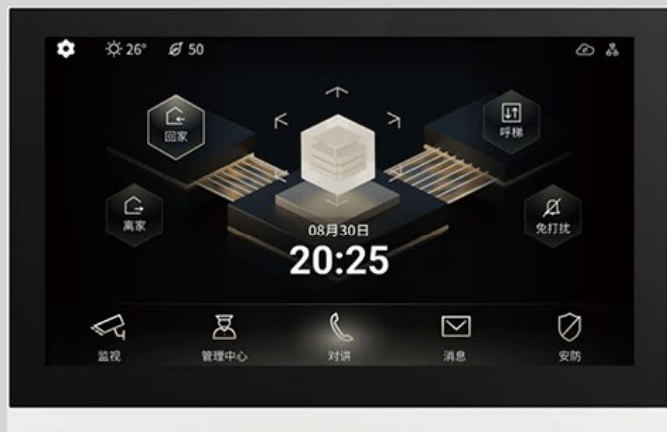 26° 50
回家
呼梯
离家
免打扰
08月30日
20:25
监视 管理中心 对讲 消息 安防